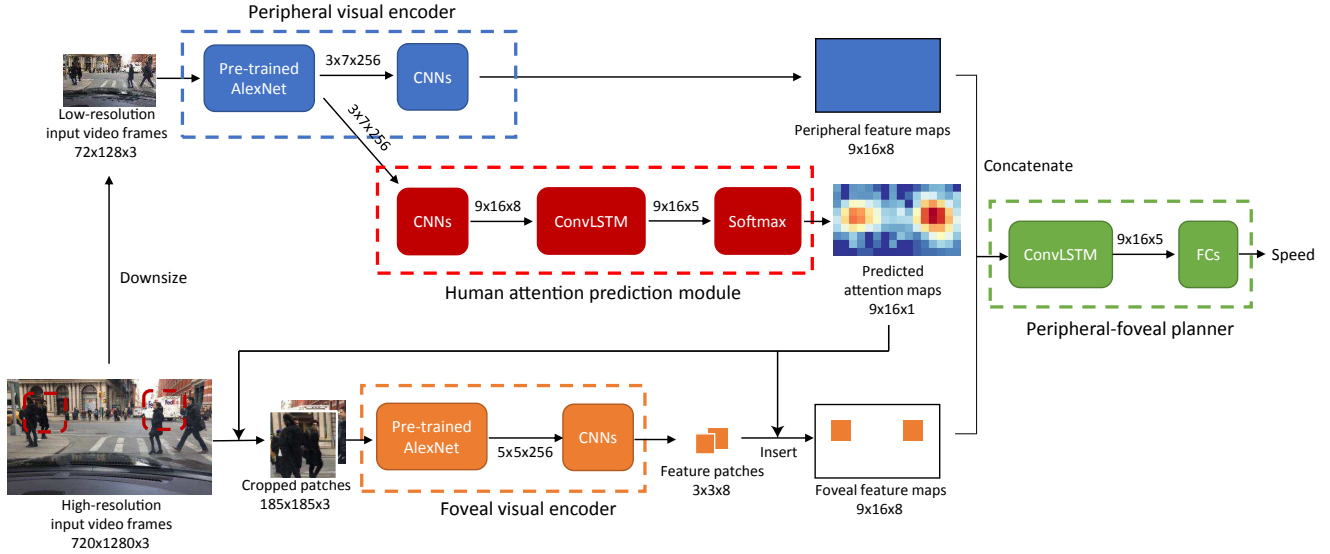 Peripheral visual encoder
Pre-trained
AlexNet
3x7x256
CNNs
Low-resolution
input video frames
72x128x3
3x7x256
Peripheral feature maps
9x16x8
Concatenate
CNNs
9x16x8
ConvLSTM
9x16x5
Softmax
Human attention prediction module
Predicted
attention maps
9x16x1
ConvLSTM
9x16x5
FCs
Speed
Peripheral-foveal planner
Downsize
FedEx
High-resolution
input video frames
720x1280x3
Cropped patches
185x185x3
Pre-trained
AlexNet
5x5x256
CNNs
Foveal visual encoder
Feature patches
3x3x8
Insert
Foveal feature maps
9x16x8